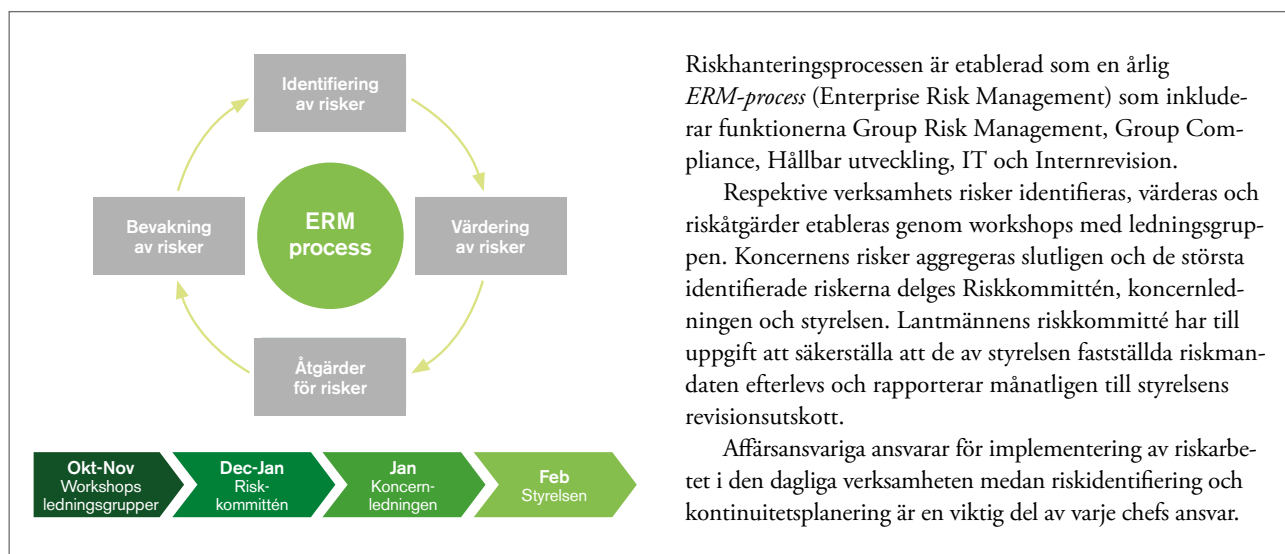 Identifiering
av risker
Bevakning
av risker
ERM
process
Värdering
av risker
Åtgärder
för risker
Okt-Nov
Workshops
ledningsgrupper
Dec-Jan
Risk-
kommittén
Jan
Koncern-
ledningen
Feb
Styrelsen
Riskhanteringsprocessen är etablerad som en årlig
ERM-process (Enterprise Risk Management) som inklude-
rar funktionerna Group Risk Management, Group Com-
pliance, Hållbar utveckling, IT och Internrevision.
Respektive verksamhets risker identifieras, värderas och
riskåtgärder etableras genom workshops med ledningsgrup-
pen. Koncernens risker aggregeras slutligen och de största
identifierade riskerna delges Riskkommittén, koncernled-
ningen och styrelsen. Lantmännens riskkommitté har till
uppgift att säkerställa att de av styrelsen fastställda riskman-
daten efterlevs och rapporterar månatligen till styrelsens
revisionsutskott.
Affärsansvariga ansvarar för implementering av riskarbe-
tet i den dagliga verksamheten medan riskidentifiering och
kontinuitetsplanering är en viktig del av varje chefs ansvar.